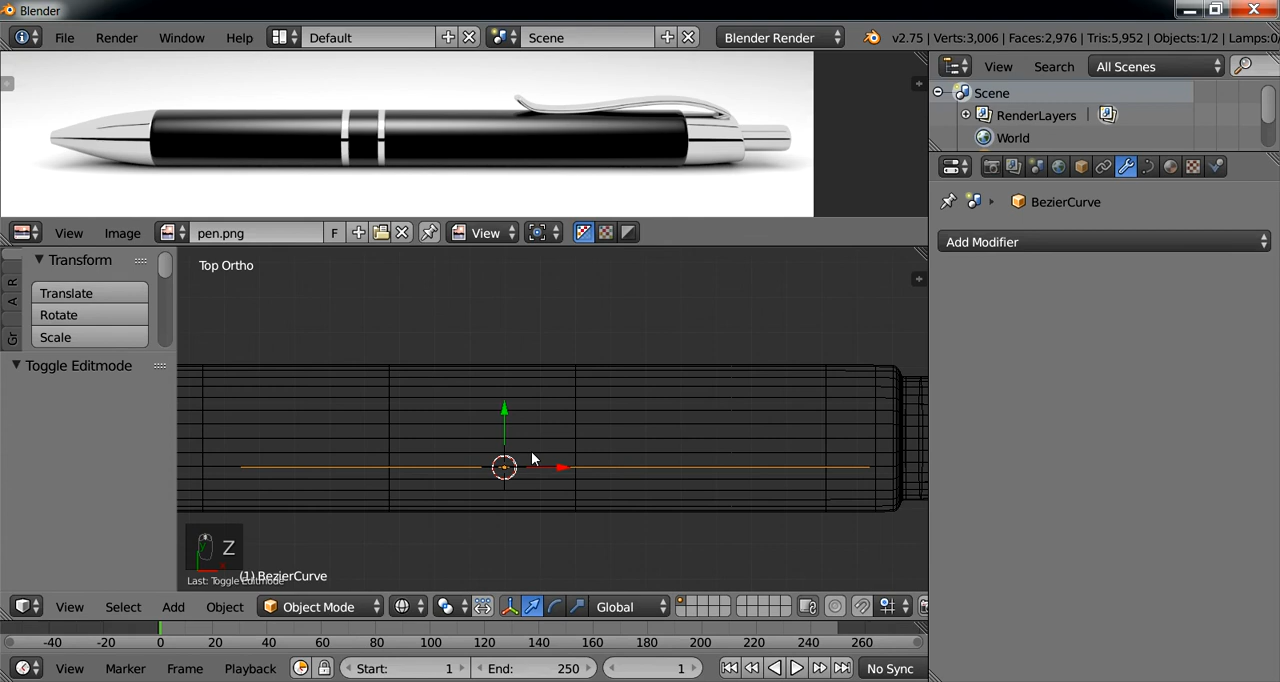 Blender
File Render Window Help Default Scene Blender Render v2.75 | Verts:3,006 | Faces:2,976 | Tris:5,952 | Objects:1/2 | Lamps:0/
View Search All Scenes
Scene
RenderLayers
World
BezierCurve
Add Modifier
View Image pen.png F View
Transform
Translate
Rotate
Scale
Toggle Editmode
R
A
Gr
Top Ortho
Z
Last: Toggle Editmode
(1) BezierCurve
View Select Add Object Object Mode Global
-40 -20 0 20 40 60 80 100 120 140 160 180 200 220 240 260
View Marker Frame Playback Start: 1 End: 250 1 No Sync